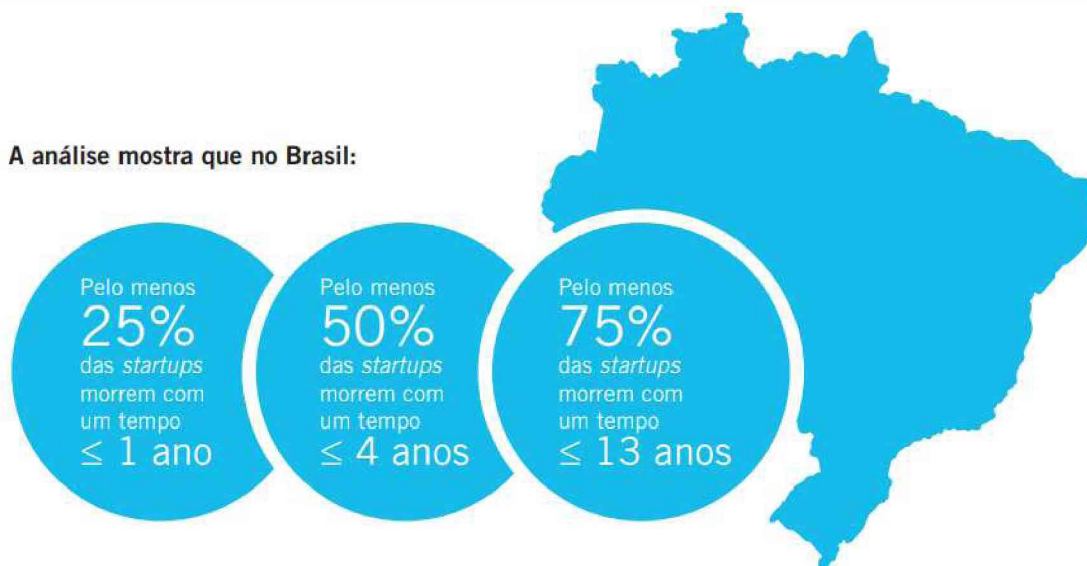 A análise mostra que no Brasil:
Pelo menos
25%
das startups
morrem com
um tempo
≤ 1 ano
Pelo menos
50%
das startups
morrem com
um tempo
≤ 4 anos
Pelo menos
75%
das startups
morrem com
um tempo
≤ 13 anos